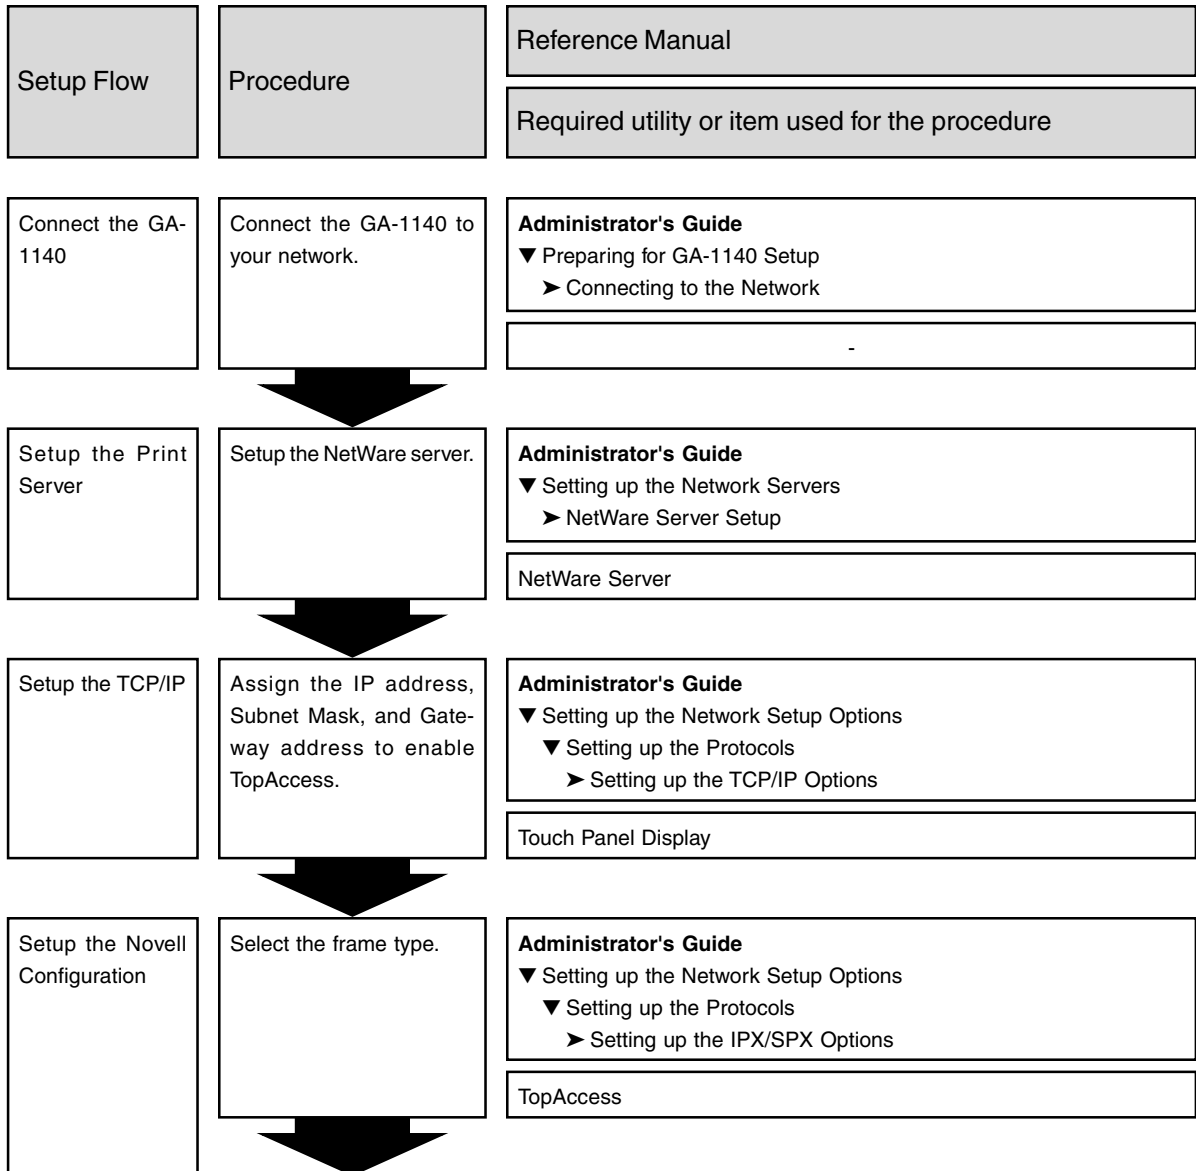 Setup Flow
Procedure
Reference Manual
Required utility or item used for the procedure
Connect the GA-
1140
Connect the GA-1140 to
your network.
Administrator's Guide
▼ Preparing for GA-1140 Setup
➤ Connecting to the Network
-
Setup the Print
Server
Setup the NetWare server.
Administrator's Guide
▼ Setting up the Network Servers
➤ NetWare Server Setup
NetWare Server
Setup the TCP/IP
Assign the IP address,
Subnet Mask, and Gate-
way address to enable
TopAccess.
Administrator's Guide
▼ Setting up the Network Setup Options
▼ Setting up the Protocols
➤ Setting up the TCP/IP Options
Touch Panel Display
Setup the Novell
Configuration
Select the frame type.
Administrator's Guide
▼ Setting up the Network Setup Options
▼ Setting up the Protocols
➤ Setting up the IPX/SPX Options
TopAccess